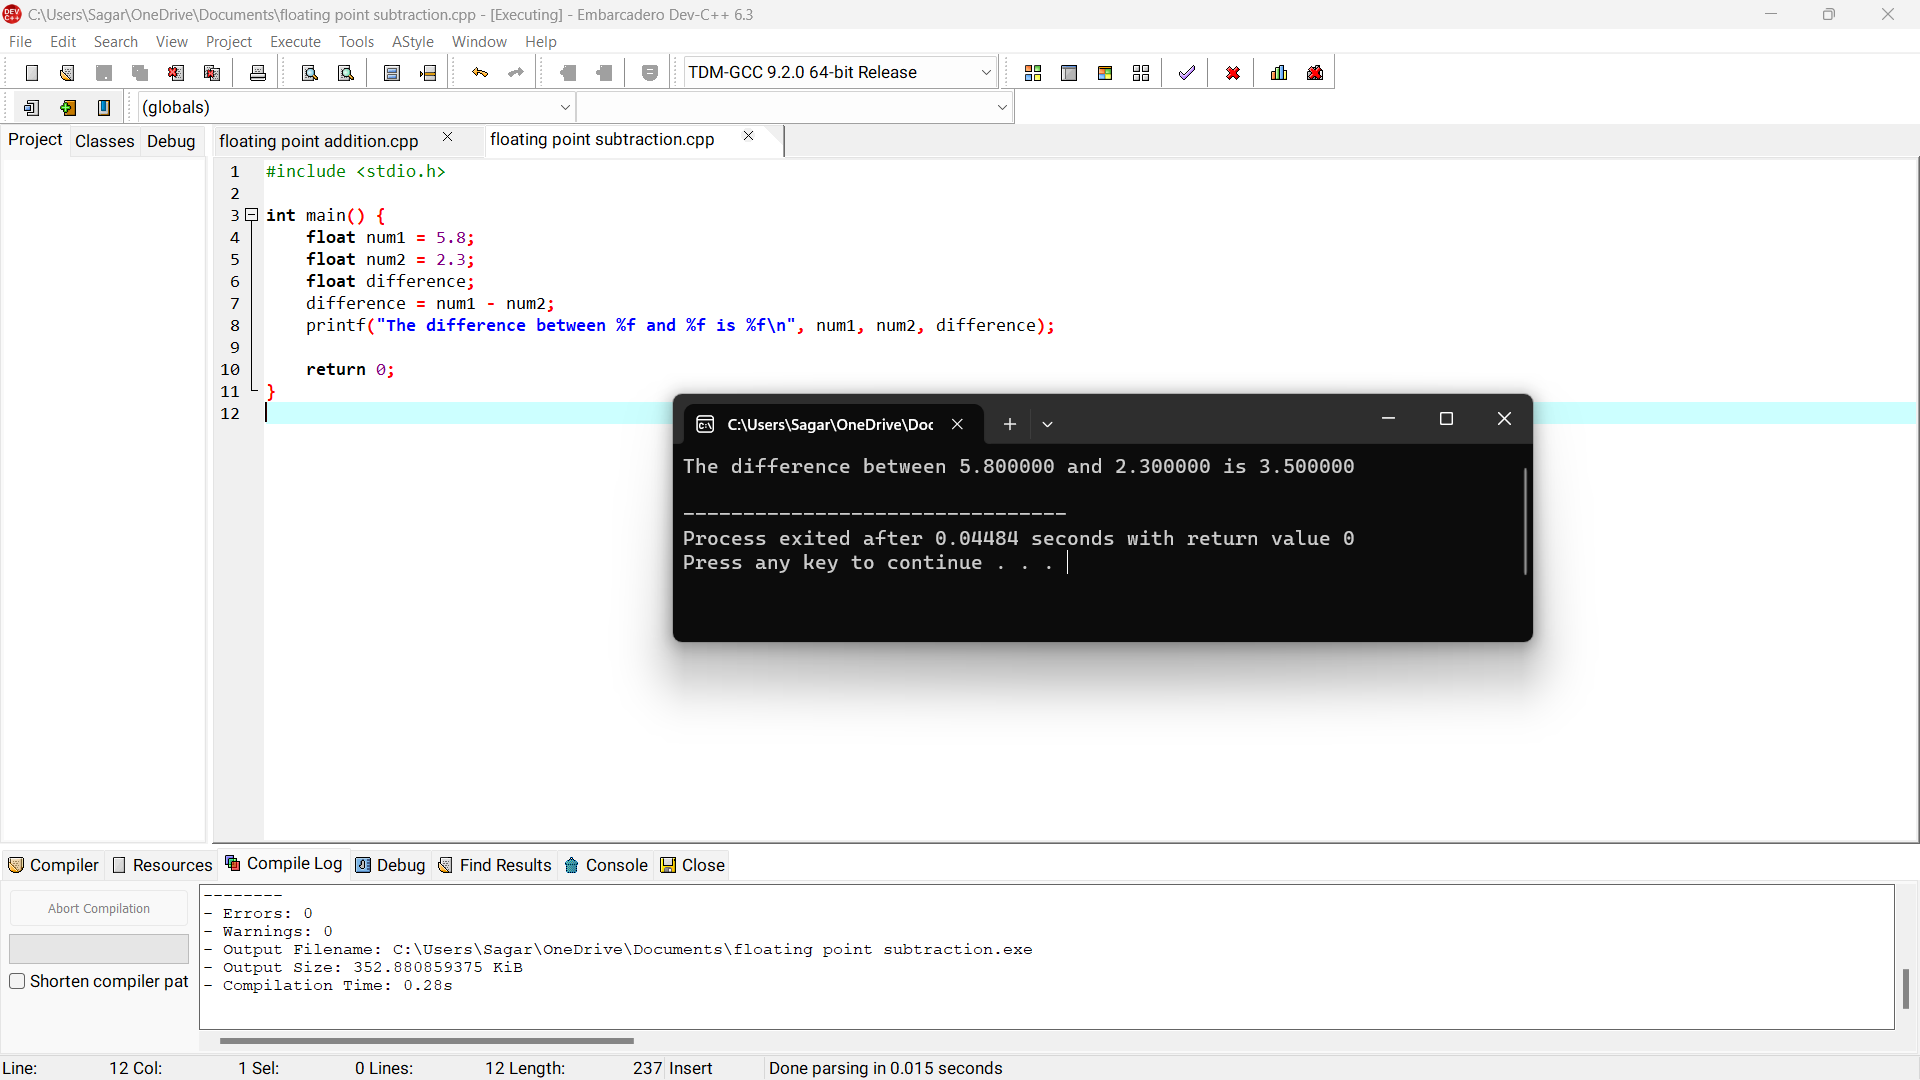 C:\Users\Sagar\OneDrive\Documents\floating point subtraction.cpp - [Executing] - Embarcadero Dev-C++ 6.3
File Edit Search View Project Execute Tools AStyle Window Help
TDM-GCC 9.2.0 64-bit Release
(globals)
Project Classes Debug
floating point addition.cpp floating point subtraction.cpp
1 #include <stdio.h>
2
3 int main() {
4 float num1 = 5.8;
5 float num2 = 2.3;
6 float difference;
7 difference = num1 - num2;
8 printf("The difference between %f and %f is %f\n", num1, num2, difference);
9
10 return 0;
11 }
12
C:\Users\Sagar\OneDrive\Doc
The difference between 5.800000 and 2.300000 is 3.500000
--------------------------------
Process exited after 0.04484 seconds with return value 0
Press any key to continue . . .
Compiler Resources Compile Log Debug Find Results Console Close
Abort Compilation
Shorten compiler pat
--------
- Errors: 0
- Warnings: 0
- Output Filename: C:\Users\Sagar\OneDrive\Documents\floating point subtraction.exe
- Output Size: 352.880859375 KiB
- Compilation Time: 0.28s
Line: 12 Col: 1 Sel: 0 Lines: 12 Length: 237 Insert Done parsing in 0.015 seconds